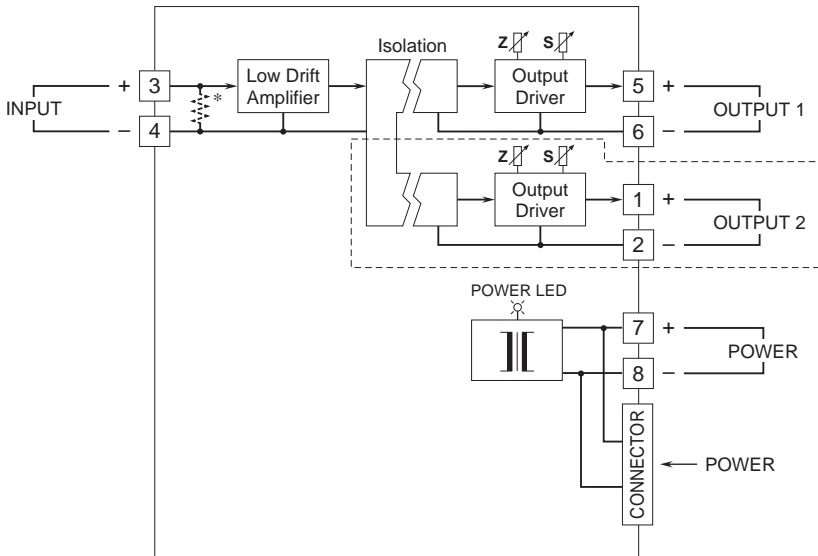 Isolation
Z S
INPUT
+ 3
*
Low Drift
Amplifier
Output
Driver
5 +
OUTPUT 1
– 4
6 –
Z S
Output
Driver
1 +
OUTPUT 2
2 –
POWER LED
7 +
POWER
8 –
CONNECTOR
POWER